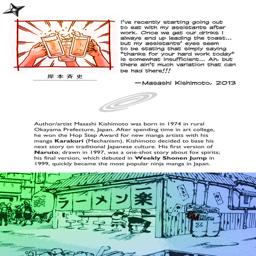 I've recently starting going out
to eat with my assistants after
work. Once we get our drinks I
always end up leading the toast...
but my assistants' eyes seem
to be stating that simply saying
"thanks for your hard work today"
is somewhat insufficient... Ah, but
there ain't much variation that can
be had there!!!
—Masashi Kishimoto, 2013
岸本斉史
Author/artist Masashi Kishimoto was born in 1974 in rural
Okayama Prefecture, Japan. After spending time in art college,
he won the Hop Step Award for new manga artists with his
manga Karakuri (Mechanism). Kishimoto decided to base his
next story on traditional Japanese culture. His first version of
Naruto, drawn in 1997, was a one-shot story about fox spirits;
his final version, which debuted in Weekly Shonen Jump in
1999, quickly became the most popular ninja manga in Japan.
ラーメン楽